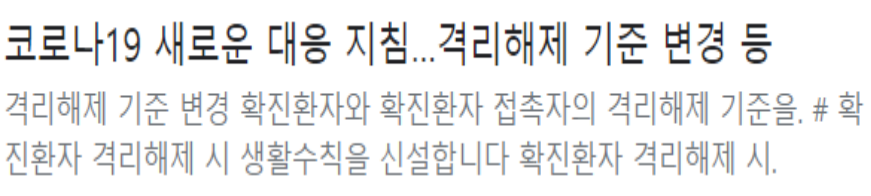 코로나19 새로운 대응 지침...격리해제 기준 변경 등
격리해제 기준 변경 확진환자와 확진환자 접촉자의 격리해제 기준을. # 확
진환자 격리해제 시 생활수칙을 신설합니다 확진환자 격리해제 시.